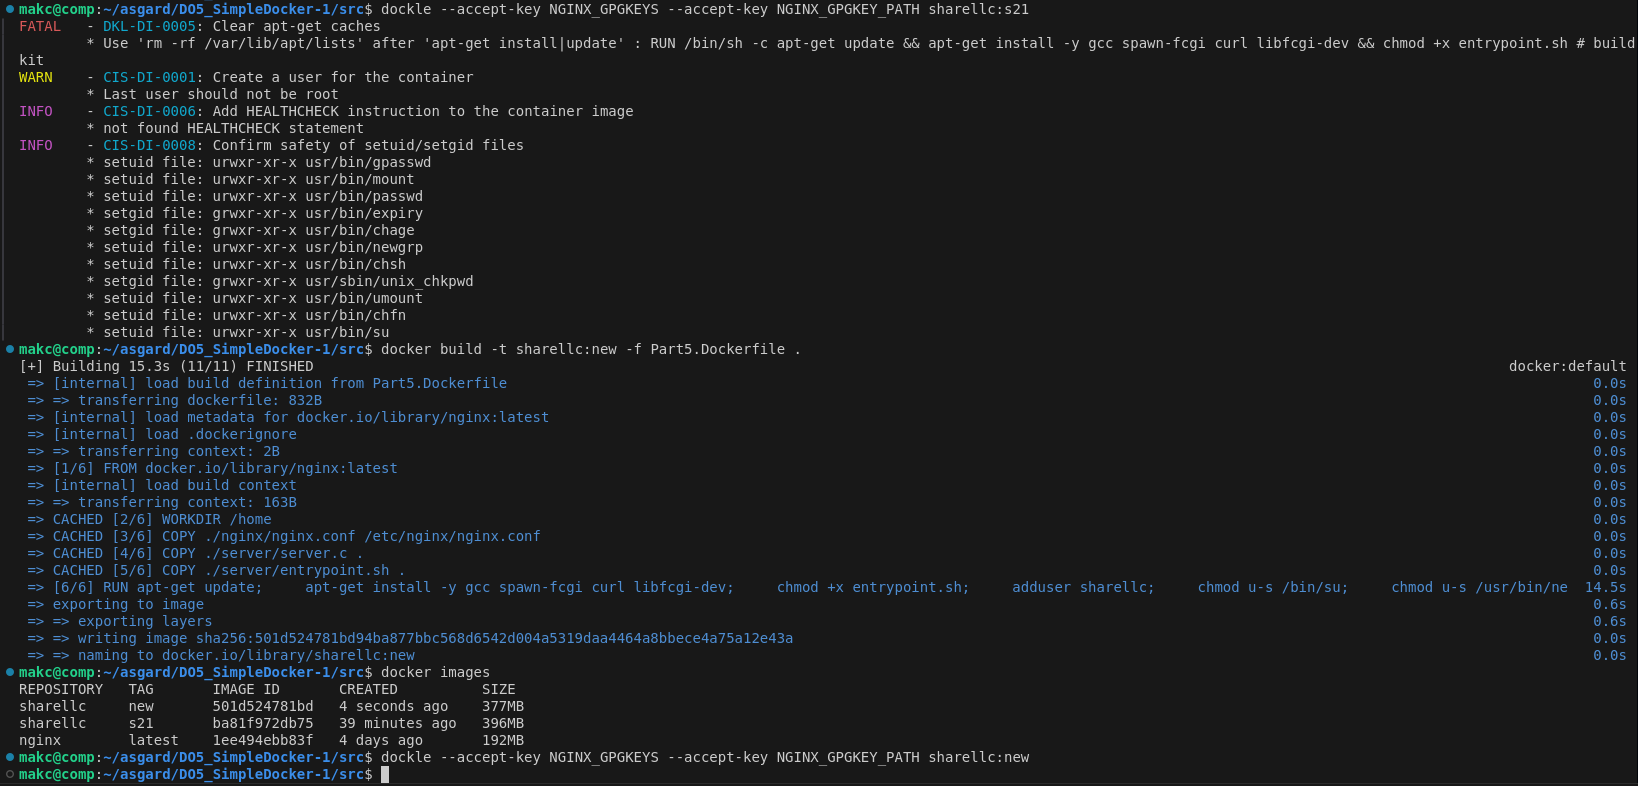 makc@comp:~/asgard/DO5_SimpleDocker-1/src$ dockle --accept-key NGINX_GPGKEYS --accept-key NGINX_GPGKEY_PATH sharellc:s21
FATAL   - DKL-DI-0005: Clear apt-get caches
        * Use 'rm -rf /var/lib/apt/lists' after 'apt-get install|update' : RUN /bin/sh -c apt-get update && apt-get install -y gcc spawn-fcgi curl libfcgi-dev && chmod +x entrypoint.sh # build
kit
WARN    - CIS-DI-0001: Create a user for the container
        * Last user should not be root
INFO    - CIS-DI-0006: Add HEALTHCHECK instruction to the container image
        * not found HEALTHCHECK statement
INFO    - CIS-DI-0008: Confirm safety of setuid/setgid files
        * setuid file: urwxr-xr-x usr/bin/gpasswd
        * setuid file: urwxr-xr-x usr/bin/mount
        * setuid file: urwxr-xr-x usr/bin/passwd
        * setgid file: grwxr-xr-x usr/bin/expiry
        * setgid file: grwxr-xr-x usr/bin/chage
        * setuid file: urwxr-xr-x usr/bin/newgrp
        * setuid file: urwxr-xr-x usr/bin/chsh
        * setgid file: grwxr-xr-x usr/sbin/unix_chkpwd
        * setuid file: urwxr-xr-x usr/bin/umount
        * setuid file: urwxr-xr-x usr/bin/chfn
        * setuid file: urwxr-xr-x usr/bin/su
makc@comp:~/asgard/DO5_SimpleDocker-1/src$ docker build -t sharellc:new -f Part5.Dockerfile .
[+] Building 15.3s (11/11) FINISHED docker:default
 => [internal] load build definition from Part5.Dockerfile 0.0s
 => => transferring dockerfile: 832B 0.0s
 => [internal] load metadata for docker.io/library/nginx:latest 0.0s
 => [internal] load .dockerignore 0.0s
 => => transferring context: 2B 0.0s
 => [1/6] FROM docker.io/library/nginx:latest 0.0s
 => [internal] load build context 0.0s
 => => transferring context: 163B 0.0s
 => CACHED [2/6] WORKDIR /home 0.0s
 => CACHED [3/6] COPY ./nginx/nginx.conf /etc/nginx/nginx.conf 0.0s
 => CACHED [4/6] COPY ./server/server.c . 0.0s
 => CACHED [5/6] COPY ./server/entrypoint.sh . 0.0s
 => [6/6] RUN apt-get update;     apt-get install -y gcc spawn-fcgi curl libfcgi-dev;     chmod +x entrypoint.sh;     adduser sharellc;     chmod u-s /bin/su;     chmod u-s /usr/bin/ne  14.5s
 => exporting to image 0.6s
 => => exporting layers 0.6s
 => => writing image sha256:501d524781bd94ba877bbc568d6542d004a5319daa4464a8bbece4a75a12e43a 0.0s
 => => naming to docker.io/library/sharellc:new 0.0s
makc@comp:~/asgard/DO5_SimpleDocker-1/src$ docker images
REPOSITORY   TAG       IMAGE ID       CREATED          SIZE
sharellc     new       501d524781bd   4 seconds ago    377MB
sharellc     s21       ba81f972db75   39 minutes ago   396MB
nginx        latest    1ee494ebb83f   4 days ago       192MB
makc@comp:~/asgard/DO5_SimpleDocker-1/src$ dockle --accept-key NGINX_GPGKEYS --accept-key NGINX_GPGKEY_PATH sharellc:new
makc@comp:~/asgard/DO5_SimpleDocker-1/src$